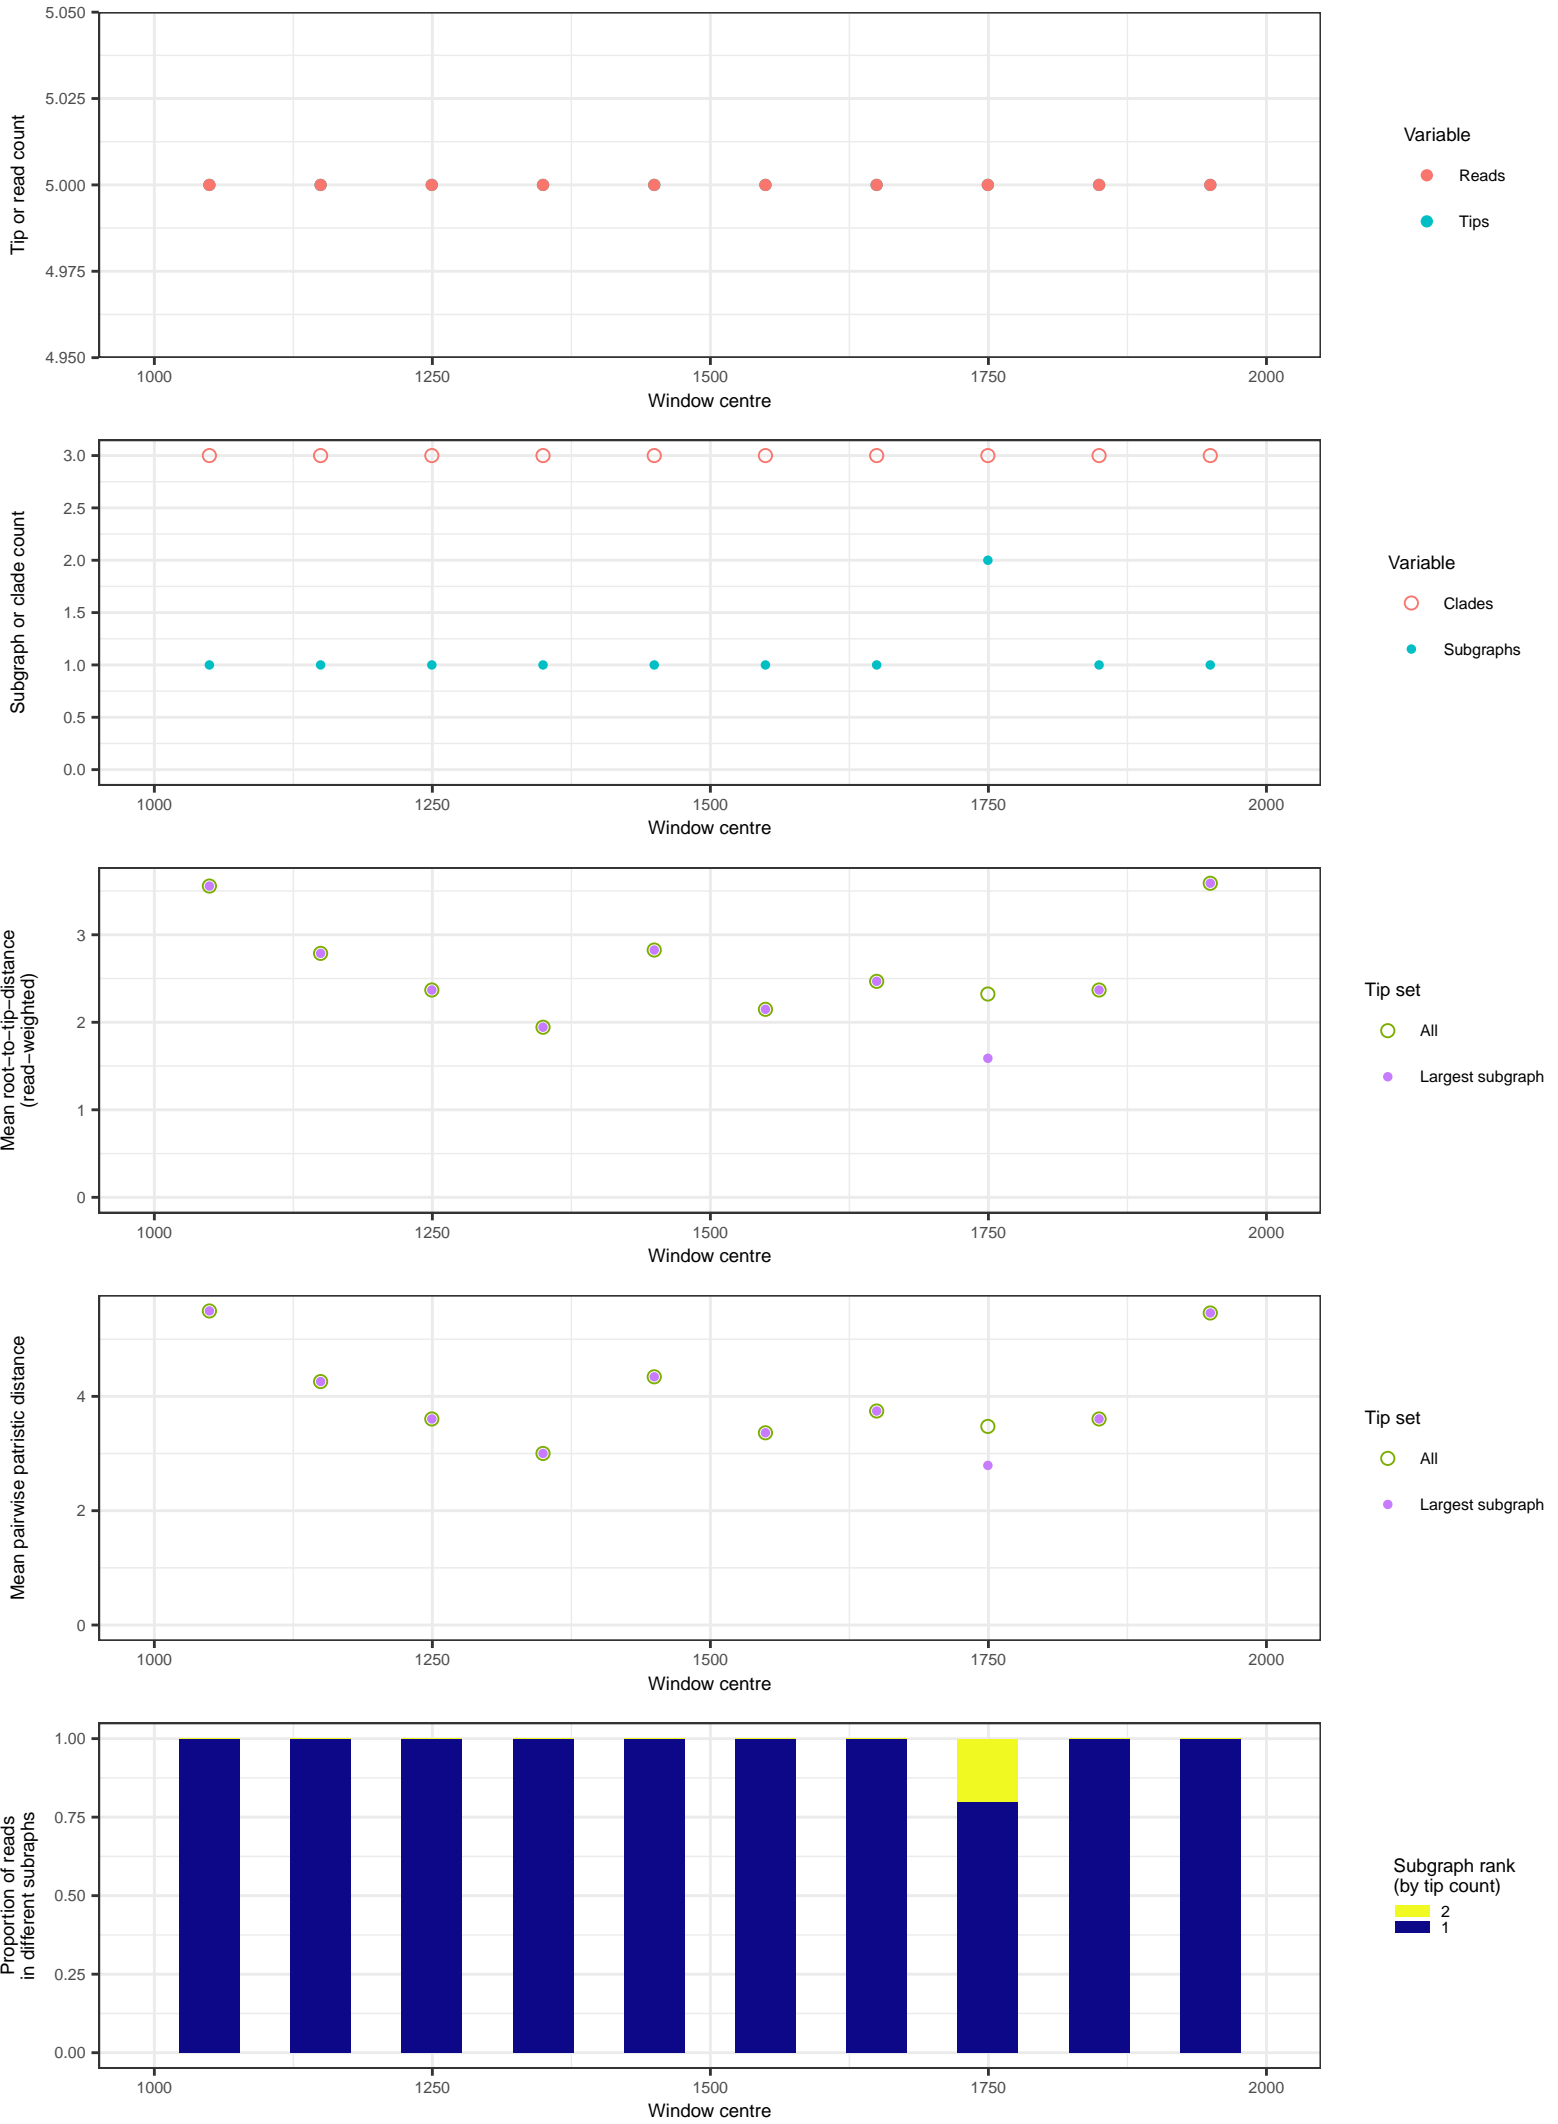 5.050
5.025
5.000
4.975
4.950
Tip or read count
1000 1250 1500 1750 2000
Window centre
Variable
Reads
Tips
3.0
2.5
2.0
1.5
1.0
0.5
0.0
Subgraph or clade count
1000 1250 1500 1750 2000
Window centre
Variable
Clades
Subgraphs
3
2
1
0
Mean root−to−tip−distance
(read−weighted)
1000 1250 1500 1750 2000
Window centre
Tip set
All
Largest subgraph
4
2
0
Mean pairwise patristic distance
1000 1250 1500 1750 2000
Window centre
Tip set
All
Largest subgraph
1.00
0.75
0.50
0.25
0.00
Proportion of reads
in different subraphs
1000 1250 1500 1750 2000
Window centre
Subgraph rank
(by tip count)
2
1